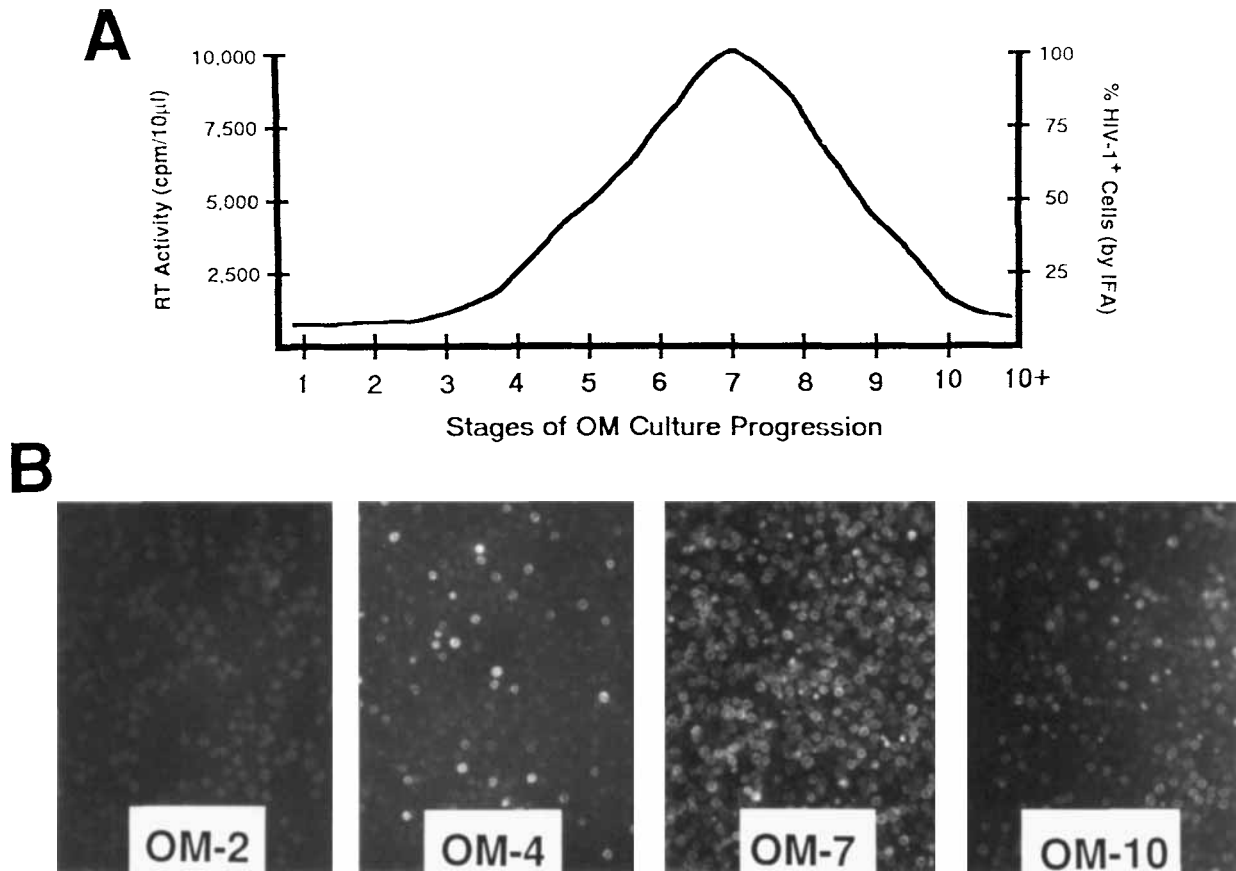 A
10,000
7,500
5,000
2,500
RT Activity (cpm/10µl)
100
75
50
25
% HIV-1+ Cells (by IFA)
1 2 3 4 5 6 7 8 9 10 10+
Stages of OM Culture Progression
B
OM-2 OM-4 OM-7 OM-10